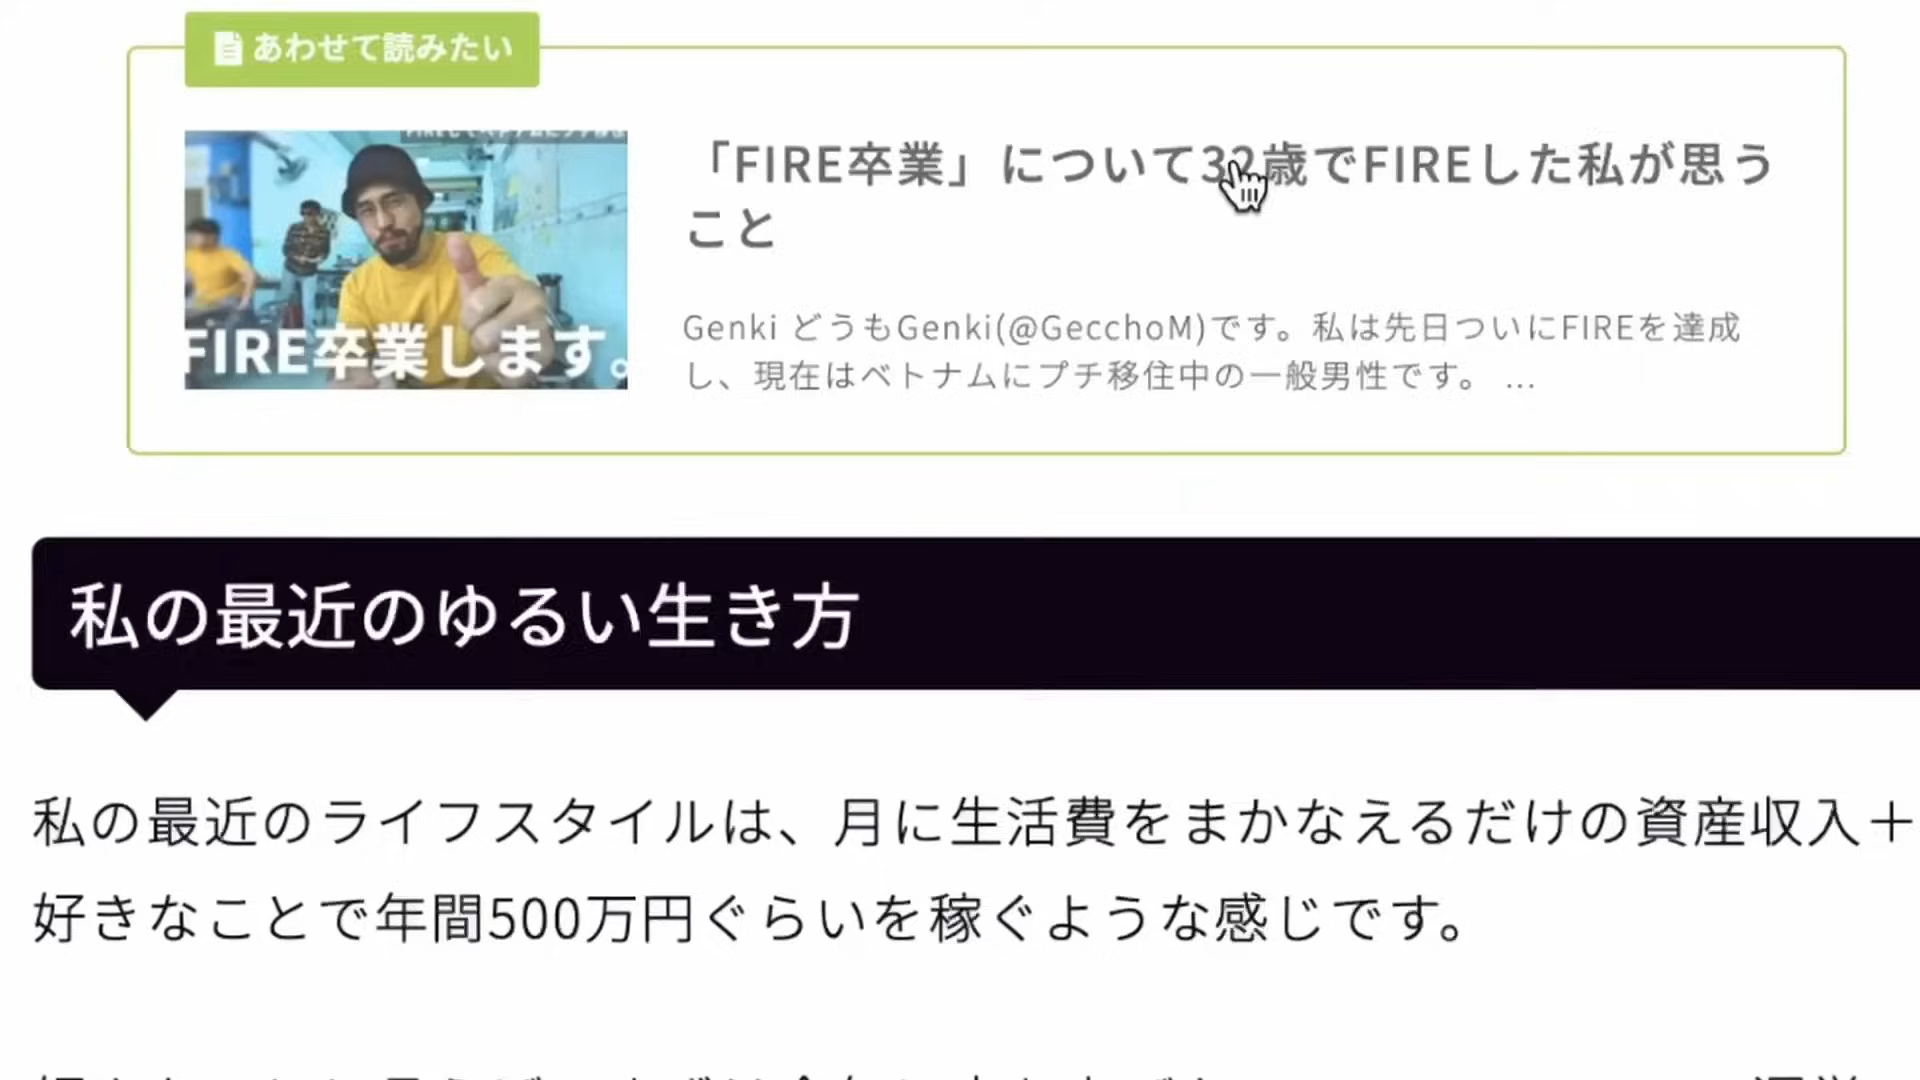 あわせて読みたい
「FIRE卒業」について32歳でFIREした私が思う
こと
FIRE卒業します。
Genki どうもGenki(@GecchoM)です。私は先日ついにFIREを達成
し、現在はベトナムにプチ移住中の一般男性です。 ...
私の最近のゆるい生き方
私の最近のライフスタイルは、月に生活費をまかなえるだけの資産収入＋
好きなことで年間500万円ぐらいを稼ぐような感じです。